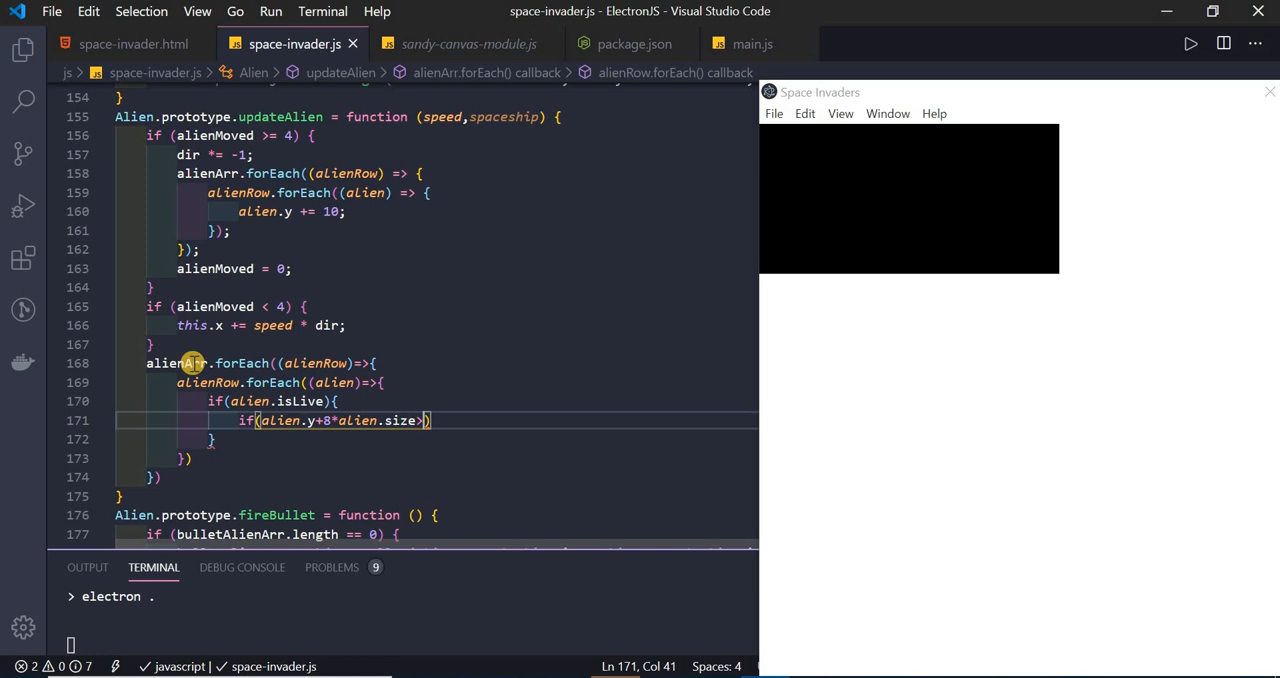 File Edit Selection View Go Run Terminal Help space-invader.js - ElectronJS - Visual Studio Code
space-invader.html space-invader.js sandy-canvas-module.js package.json main.js
js > space-invader.js > Alien > updateAlien > alienArr.forEach() callback > alienRow.forEach() callback
154 }
155 Alien.prototype.updateAlien = function (speed,spaceship) {
156 if (alienMoved >= 4) {
157 dir *= -1;
158 alienArr.forEach((alienRow) => {
159 alienRow.forEach((alien) => {
160 alien.y += 10;
161 });
162 });
163 alienMoved = 0;
164 }
165 if (alienMoved < 4) {
166 this.x += speed * dir;
167 }
168 alienArr.forEach((alienRow)=>{
169 alienRow.forEach((alien)=>{
170 if(alien.isLive){
171 if(alien.y+8*alien.size>)
172 }
173 })
174 })
175 }
176 Alien.prototype.fireBullet = function () {
177 if (bulletAlienArr.length == 0) {
OUTPUT TERMINAL DEBUG CONSOLE PROBLEMS 9
> electron .
2 0 7 javascript | space-invader.js Ln 171, Col 41 Spaces: 4
Space Invaders
File Edit View Window Help